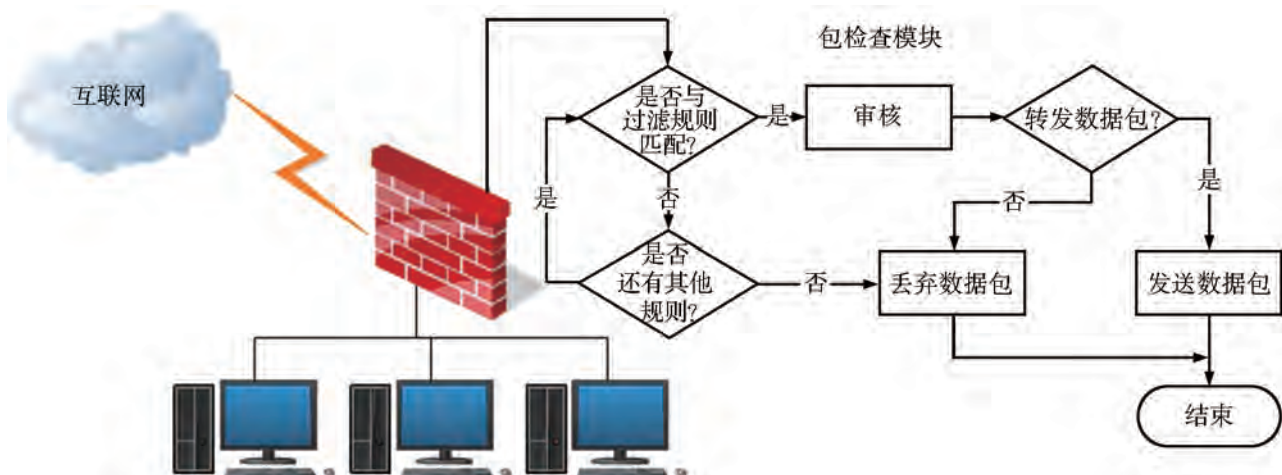 包检查模块
互联网
是否与
过滤规则
匹配?
是
审核
转发数据包?
是
否
是
否
是否
还有其他
规则?
否
丢弃数据包
发送数据包
结束